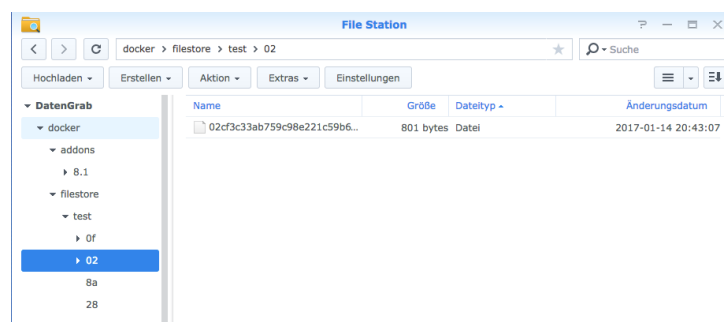 File Station
docker > filestore > test > 02
Suche
Hochladen Erstellen Aktion Extras Einstellungen
DatenGrab
Name Größe Dateityp Änderungsdatum
docker
02cf3c33ab759c98e221c59b6... 801 bytes Datei 2017-01-14 20:43:07
addons
8.1
filestore
test
0f
02
8a
28